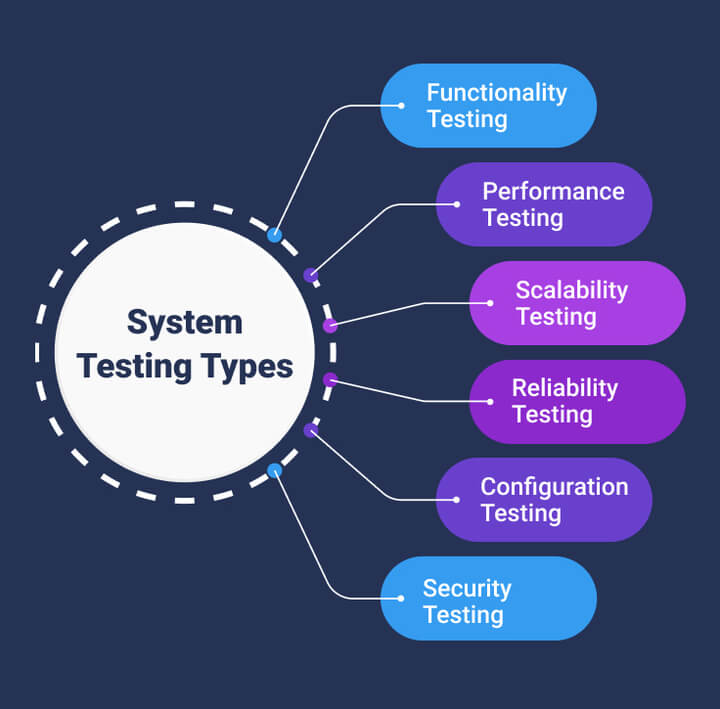 System
Testing Types
Functionality
Testing
Performance
Testing
Scalability
Testing
Reliability
Testing
Configuration
Testing
Security
Testing